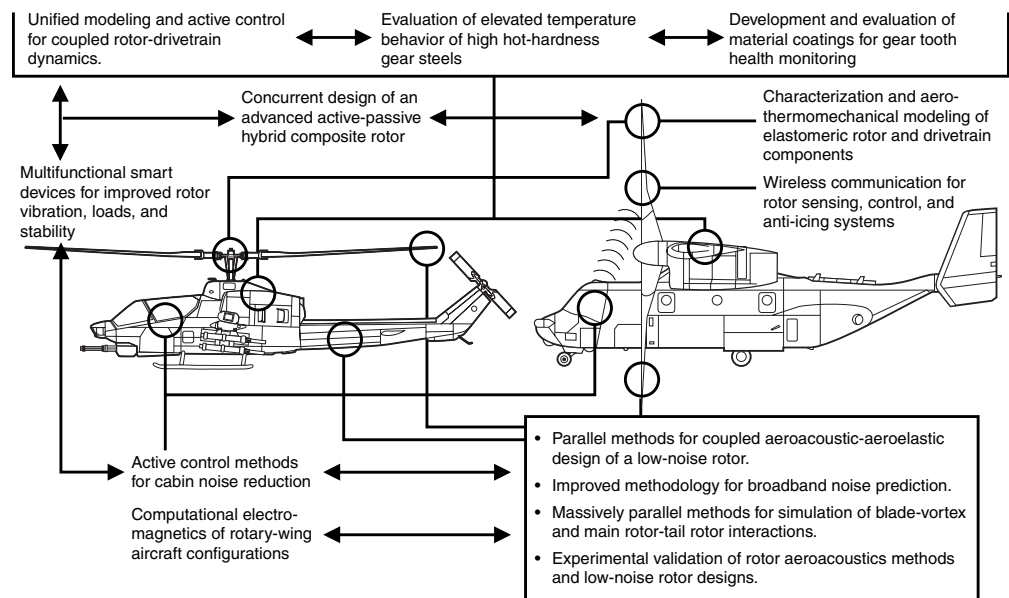 Unified modeling and active control
for coupled rotor-drivetrain
dynamics.
Evaluation of elevated temperature
behavior of high hot-hardness
gear steels
Development and evaluation of
material coatings for gear tooth
health monitoring
Concurrent design of an
advanced active-passive
hybrid composite rotor
Characterization and aero-
thermomechanical modeling of
elastomeric rotor and drivetrain
components
Multifunctional smart
devices for improved rotor
vibration, loads, and
stability
Wireless communication for
rotor sensing, control, and
anti-icing systems
Active control methods
for cabin noise reduction
Computational electro-
magnetics of rotary-wing
aircraft configurations
• Parallel methods for coupled aeroacoustic-aeroelastic
design of a low-noise rotor.
• Improved methodology for broadband noise prediction.
• Massively parallel methods for simulation of blade-vortex
and main rotor-tail rotor interactions.
• Experimental validation of rotor aeroacoustics methods
and low-noise rotor designs.